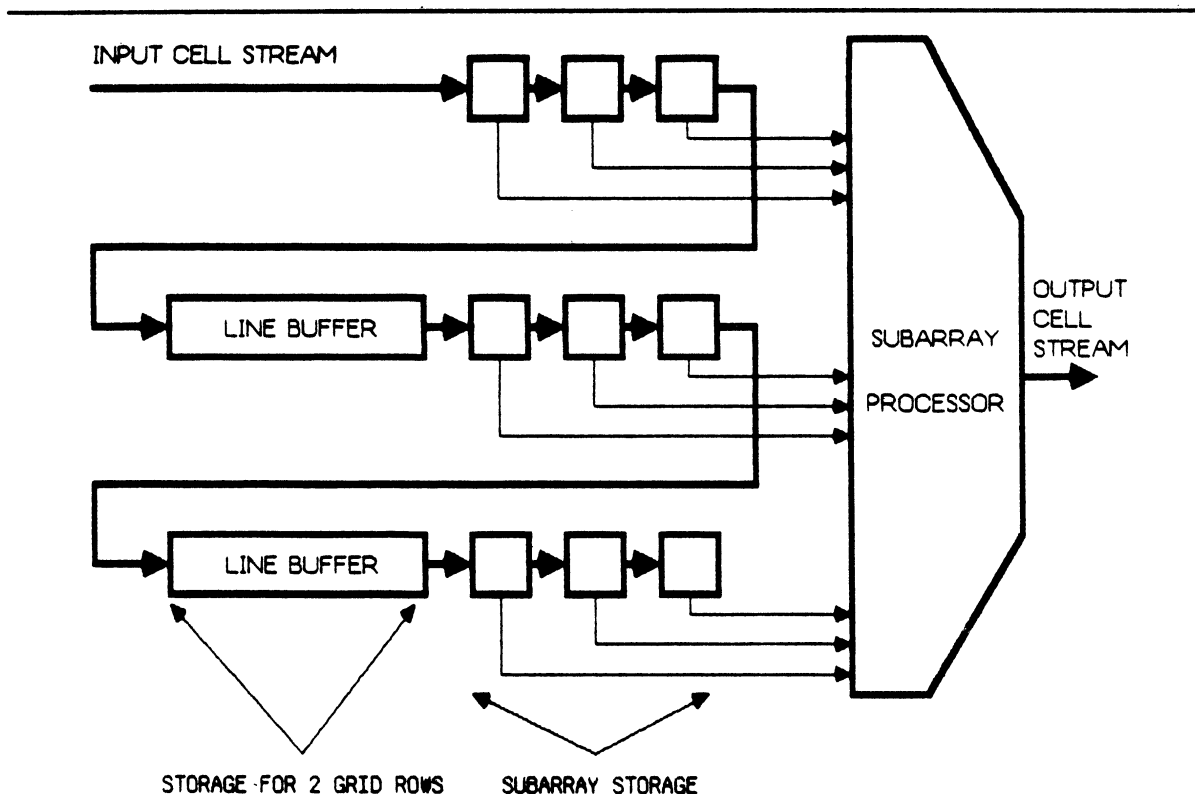 INPUT CELL STREAM
LINE BUFFER
SUBARRAY
PROCESSOR
OUTPUT
CELL
STREAM
LINE BUFFER
STORAGE FOR 2 GRID ROWS
SUBARRAY STORAGE